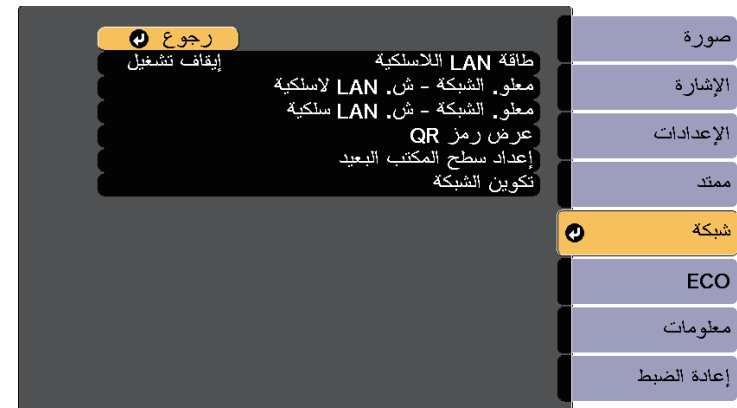 صورة
الإشارة
الإعدادات
ممتد
شبكة
ECO
معلومات
إعادة الضبط
رجوع
طاقة LAN اللاسلكية إيقاف تشغيل
معلو. الشبكة - ش. LAN لاسلكية
معلو. الشبكة - ش. LAN سلكية
عرض رمز QR
إعداد سطح المكتب البعيد
تكوين الشبكة